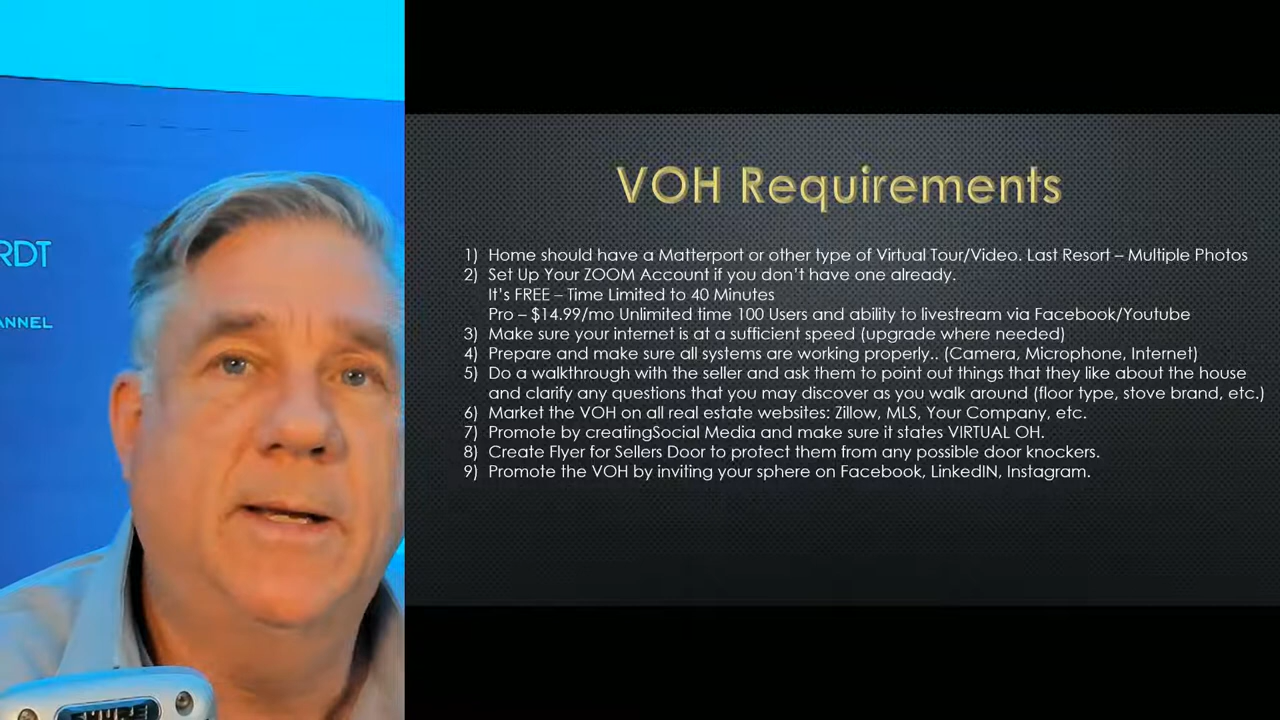 RDT
ANNEL
SHURE
VOH Requirements
1) Home should have a Matterport or other type of Virtual Tour/Video. Last Resort – Multiple Photos
2) Set Up Your ZOOM Account if you don't have one already.
It's FREE – Time Limited to 40 Minutes
Pro – $14.99/mo Unlimited time 100 Users and ability to livestream via Facebook/Youtube
3) Make sure your internet is at a sufficient speed (upgrade where needed)
4) Prepare and make sure all systems are working properly.. (Camera, Microphone, Internet)
5) Do a walkthrough with the seller and ask them to point out things that they like about the house
and clarify any questions that you may discover as you walk around (floor type, stove brand, etc.)
6) Market the VOH on all real estate websites: Zillow, MLS, Your Company, etc.
7) Promote by creatingSocial Media and make sure it states VIRTUAL OH.
8) Create Flyer for Sellers Door to protect them from any possible door knockers.
9) Promote the VOH by inviting your sphere on Facebook, LinkedIN, Instagram.